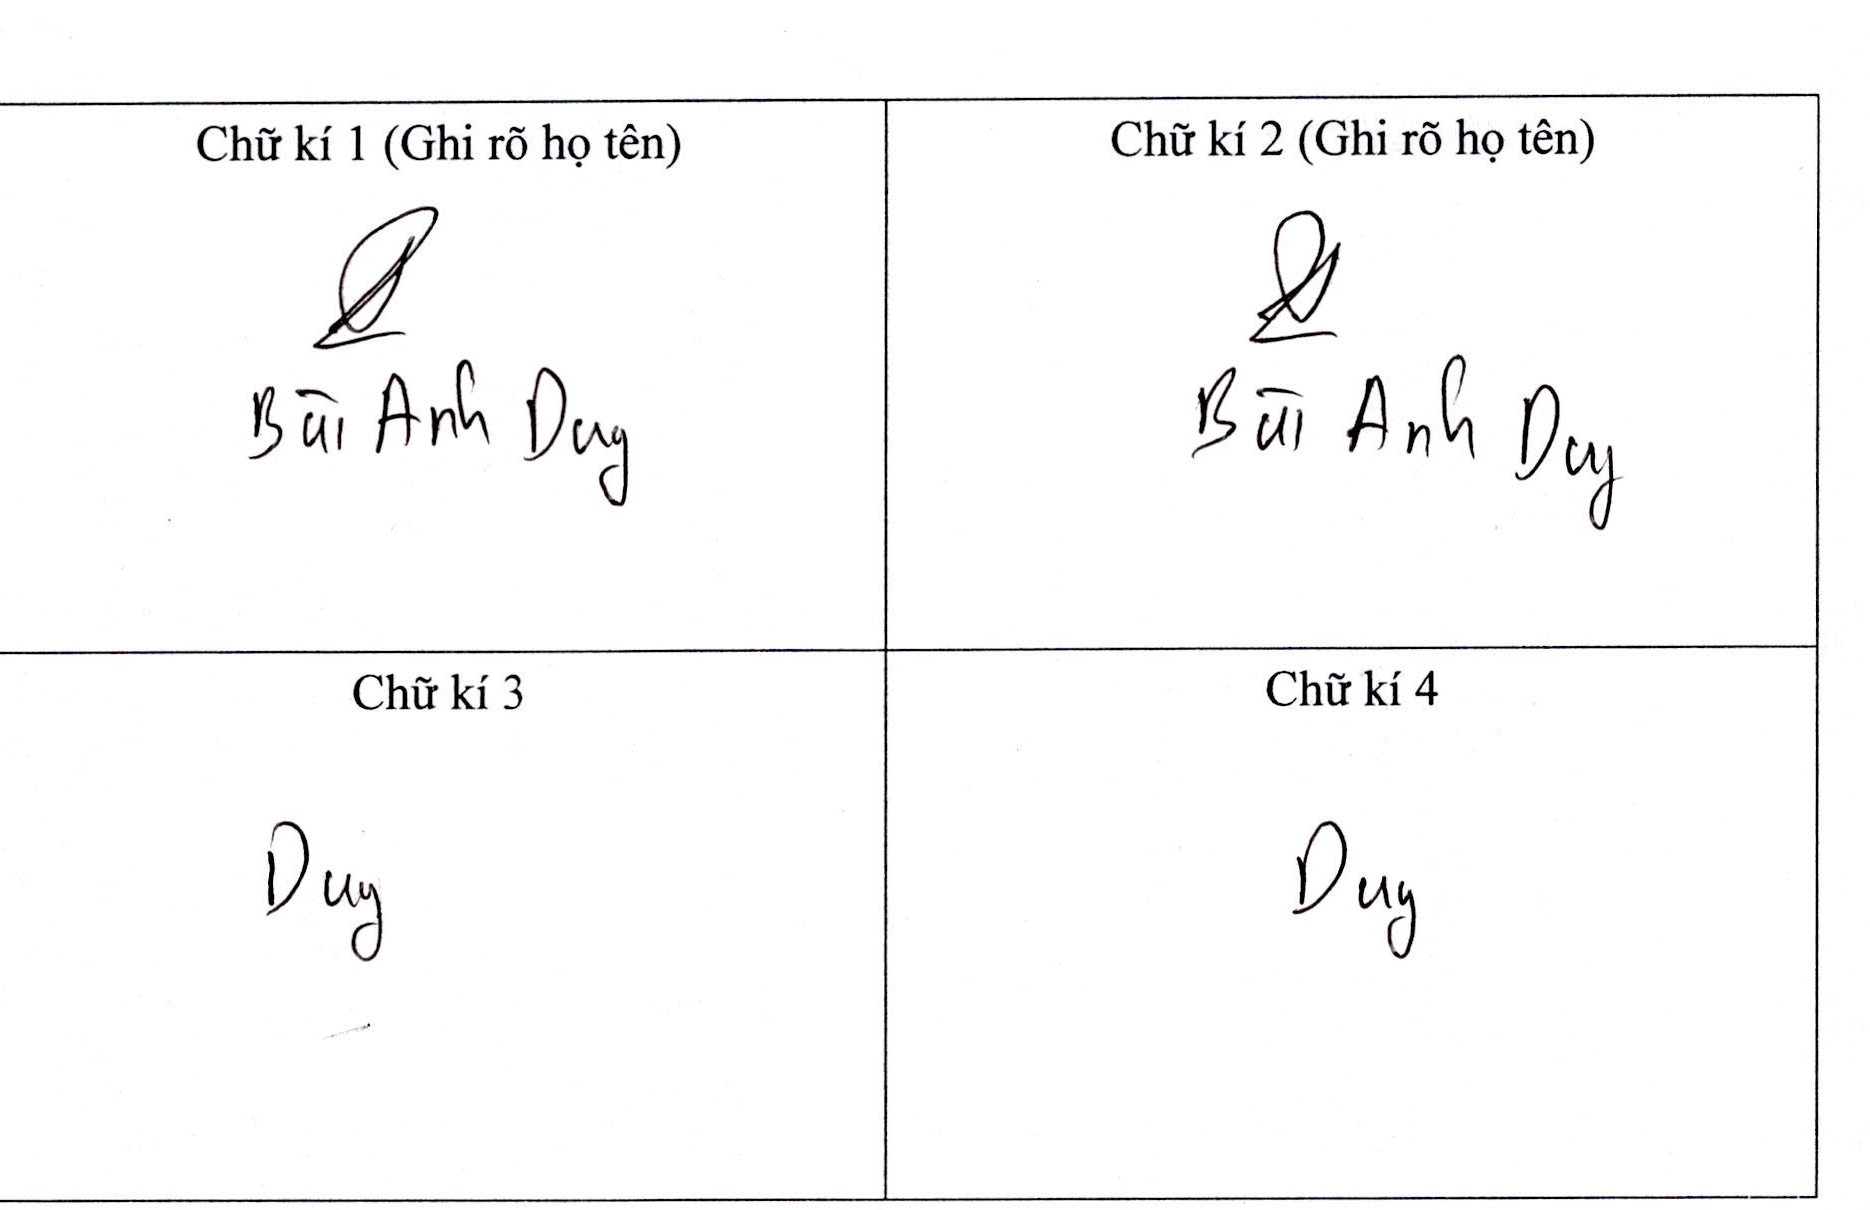 Chữ kí 1 (Ghi rõ họ tên)
Bùi Anh Duy
Chữ kí 2 (Ghi rõ họ tên)
Bùi Anh Duy
Chữ kí 3
Duy
Chữ kí 4
Duy